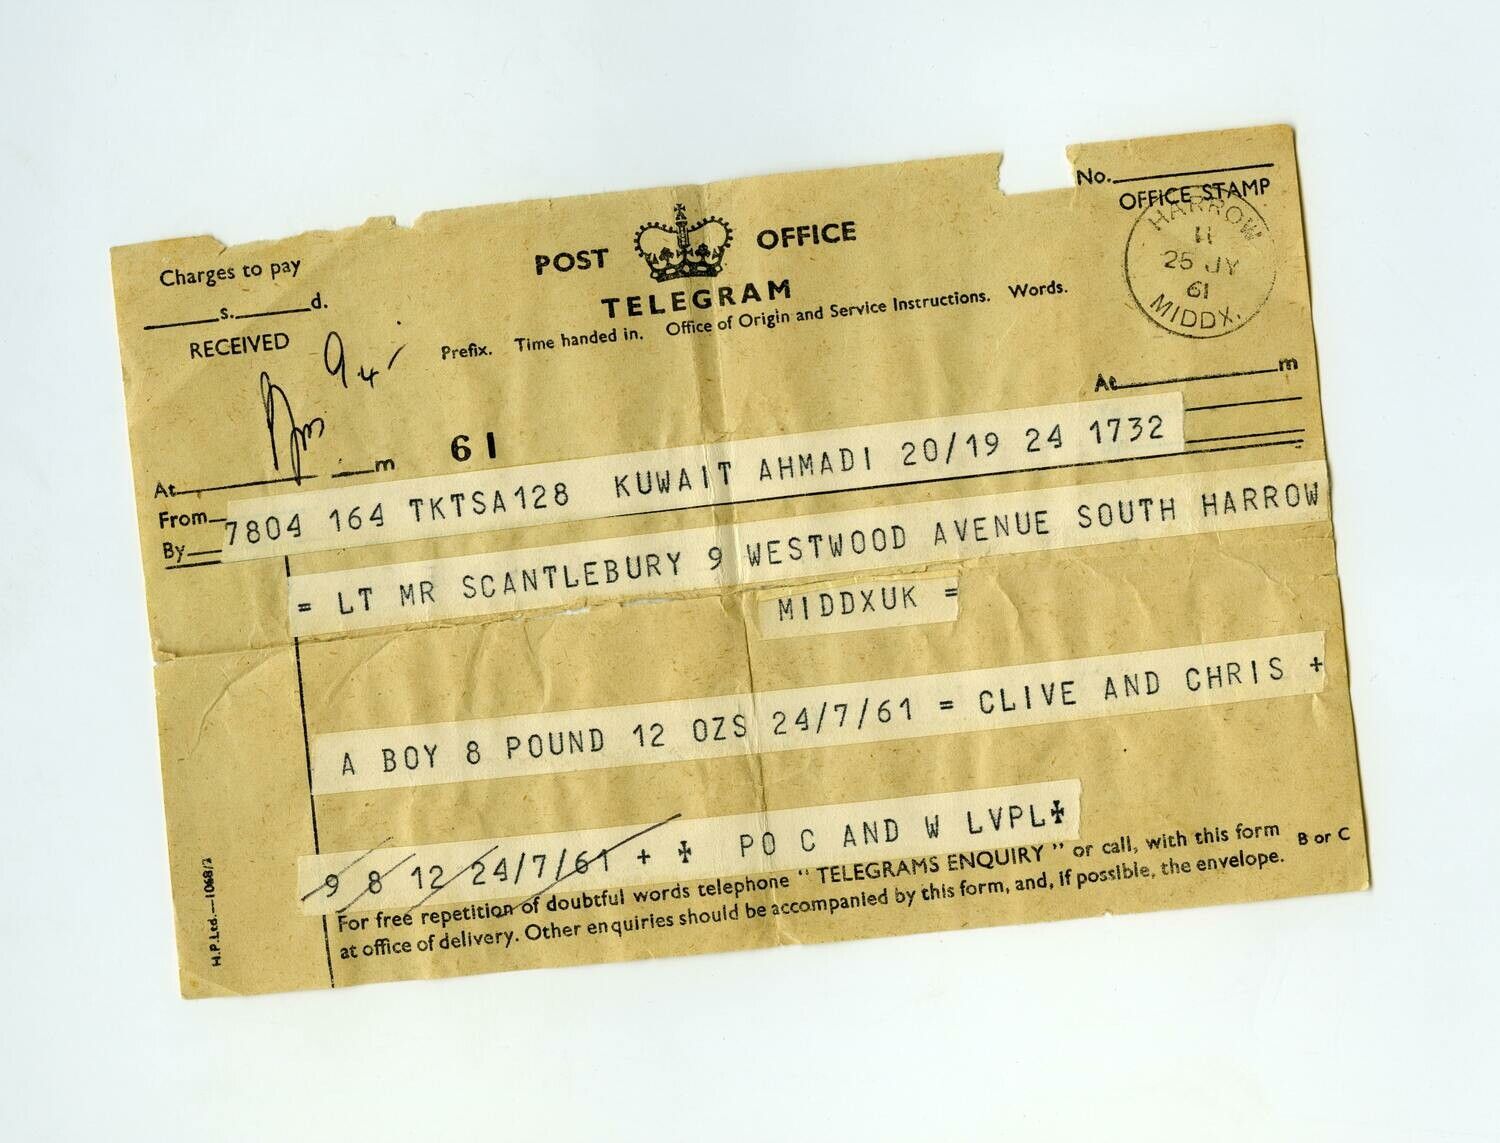 No.
OFFICE STAMP
HARROW
H
25 JY
61
MIDDX.
Charges to pay
s. d.
RECEIVED
POST OFFICE
TELEGRAM
Prefix. Time handed in. Office of Origin and Service Instructions. Words.
At m
At m
From
By
61
7804 164 TKTSA128 KUWAIT AHMADI 20/19 24 1732
= LT MR SCANTLEBURY 9 WESTWOOD AVENUE SOUTH HARROW
MIDDXUK =
A BOY 8 POUND 12 OZS 24/7/61 = CLIVE AND CHRIS +
9 8 12 24/7/61 + ✠ PO C AND W LVPL✠
For free repetition of doubtful words telephone "TELEGRAMS ENQUIRY" or call, with this form
at office of delivery. Other enquiries should be accompanied by this form, and, if possible, the envelope.
B or C
H.P.Ltd.—1068/2